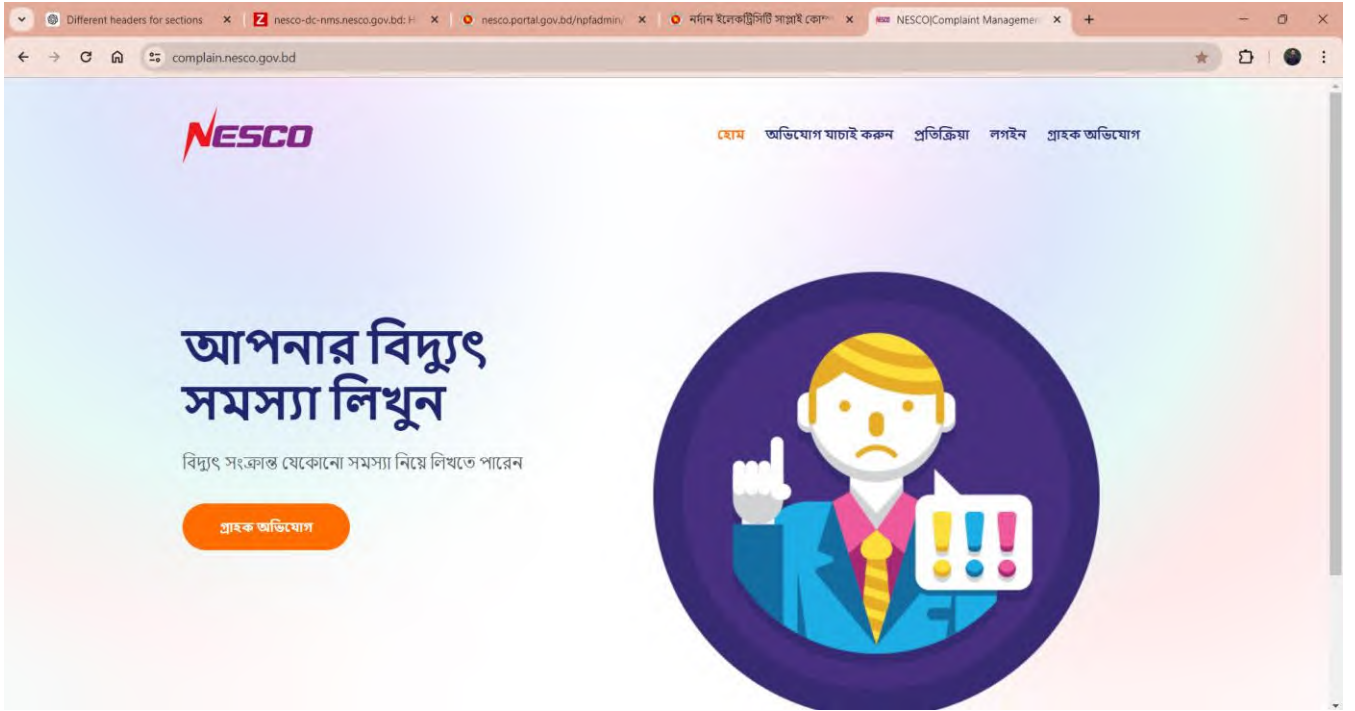 Different headers for sections
nesco-dc-nms.nesco.gov.bd: H
nesco.portal.gov.bd/npfadmin/
নর্দান ইলেকট্রিসিটি সাপ্লাই কোম্
NESCO|Complaint Managemen
complain.nesco.gov.bd
NESCO
হোম অভিযোগ যাচাই করুন প্রতিক্রিয়া লগইন গ্রাহক অভিযোগ
আপনার বিদ্যুৎ
সমস্যা লিখুন
বিদ্যুৎ সংক্রান্ত যেকোনো সমস্যা নিয়ে লিখতে পারেন
গ্রাহক অভিযোগ